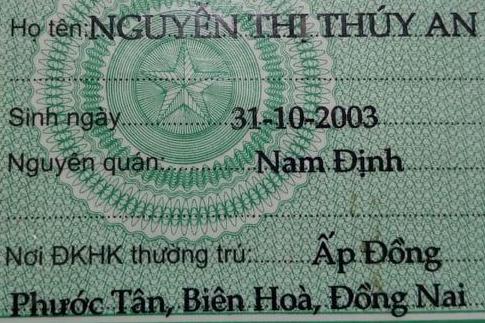 Họ tên: NGUYỄN THỊ THÚY AN
Sinh ngày 31-10-2003
Nguyên quán: Nam Định
Nơi ĐKHK thường trú: Ấp Đồng
Phước Tân, Biên Hoà, Đồng Nai